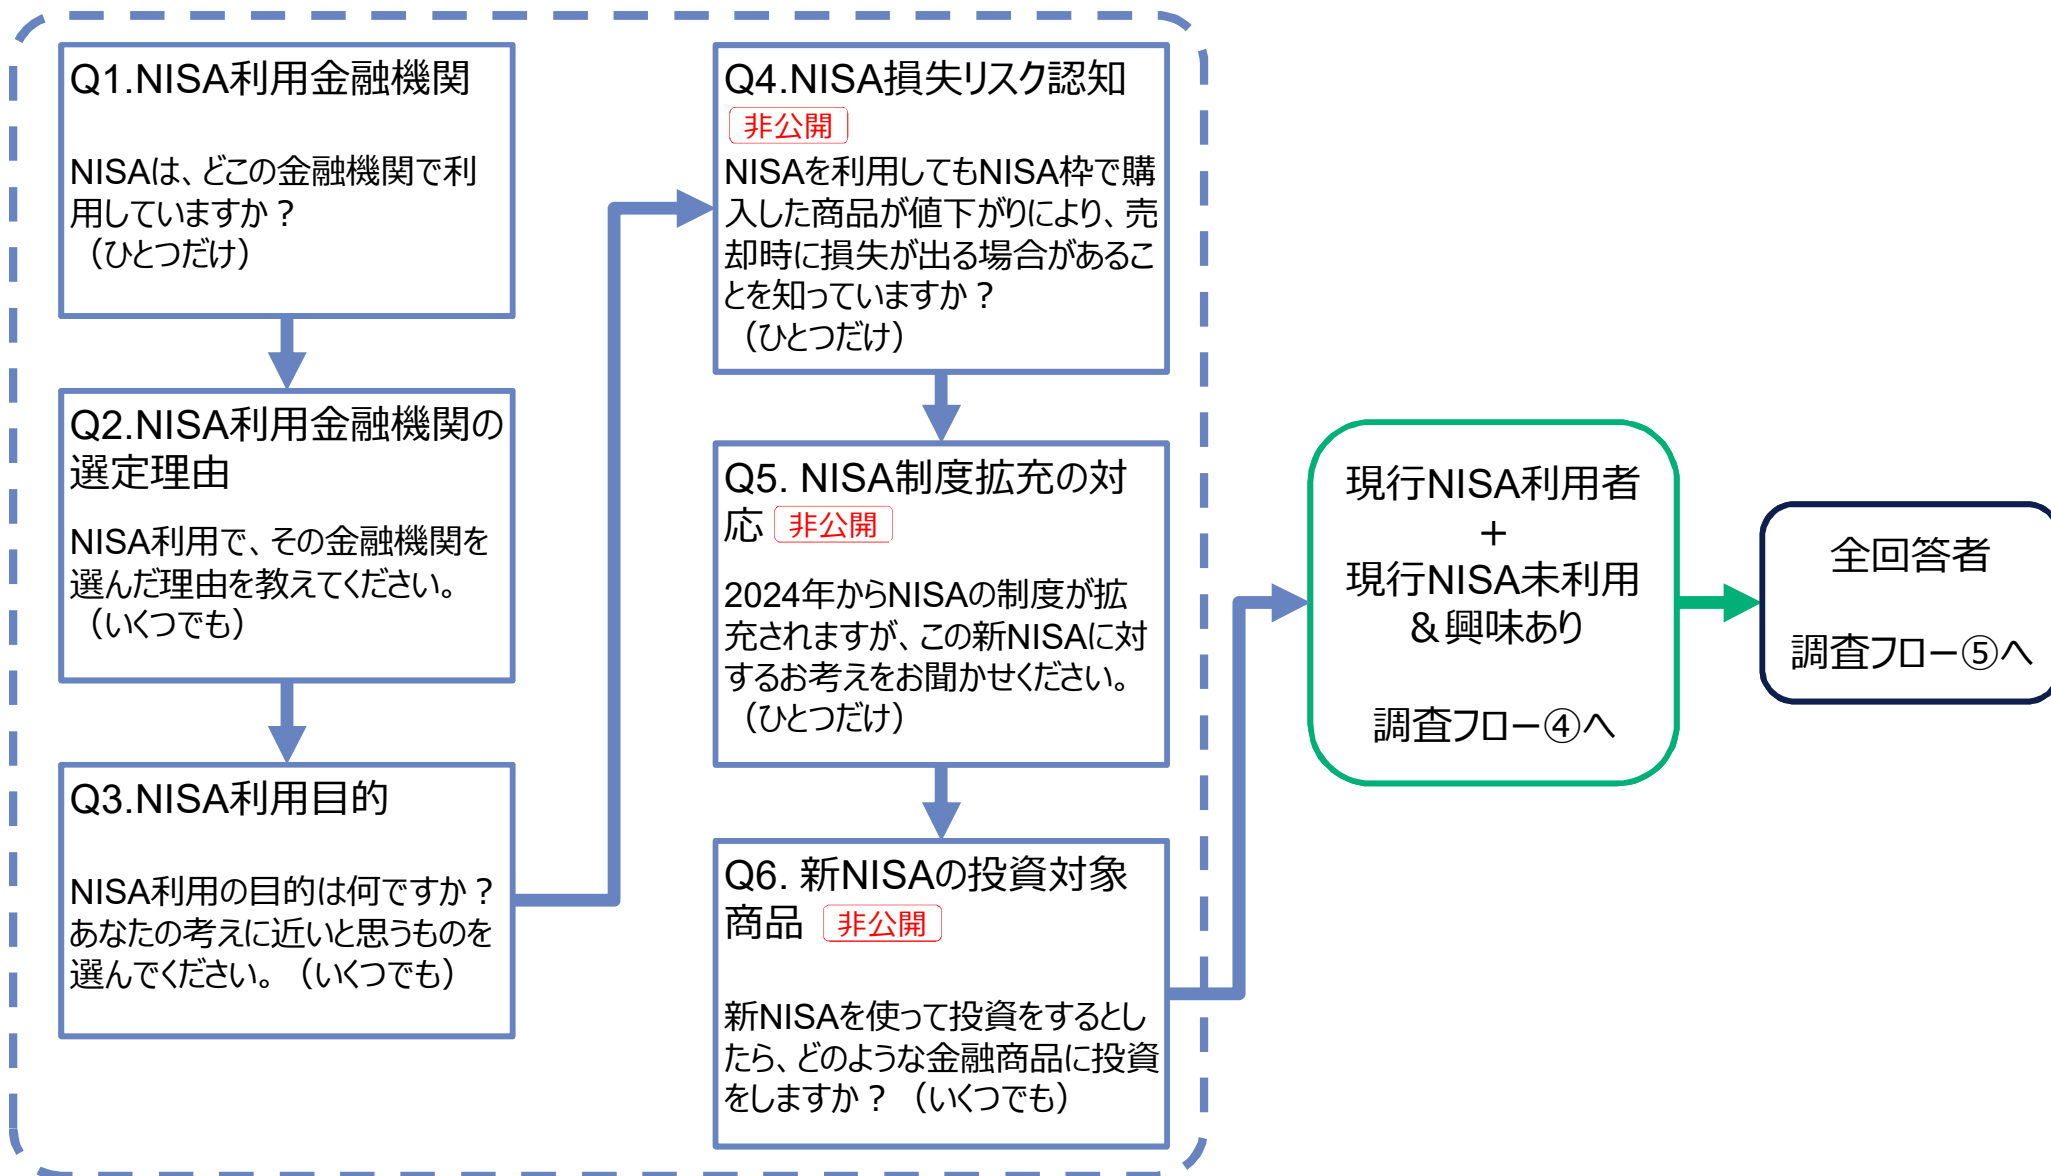 Q1.NISA利用金融機関
NISAは、どこの金融機関で利
用していますか？
（ひとつだけ）
Q2.NISA利用金融機関の
選定理由
NISA利用で、その金融機関を
選んだ理由を教えてください。
（いくつでも）
Q3.NISA利用目的
NISA利用の目的は何ですか？
あなたの考えに近いと思うものを
選んでください。（いくつでも）
Q4.NISA損失リスク認知
非公開
NISAを利用してもNISA枠で購
入した商品が値下がりにより、売
却時に損失が出る場合があるこ
とを知っていますか？
（ひとつだけ）
Q5. NISA制度拡充の対
応 非公開
2024年からNISAの制度が拡
充されますが、この新NISAに対
するお考えをお聞かせください。
（ひとつだけ）
Q6. 新NISAの投資対象
商品 非公開
新NISAを使って投資をするとし
たら、どのような金融商品に投資
をしますか？（いくつでも）
現行NISA利用者
+
現行NISA未利用
＆興味あり
調査フロー④へ
全回答者
調査フロー⑤へ